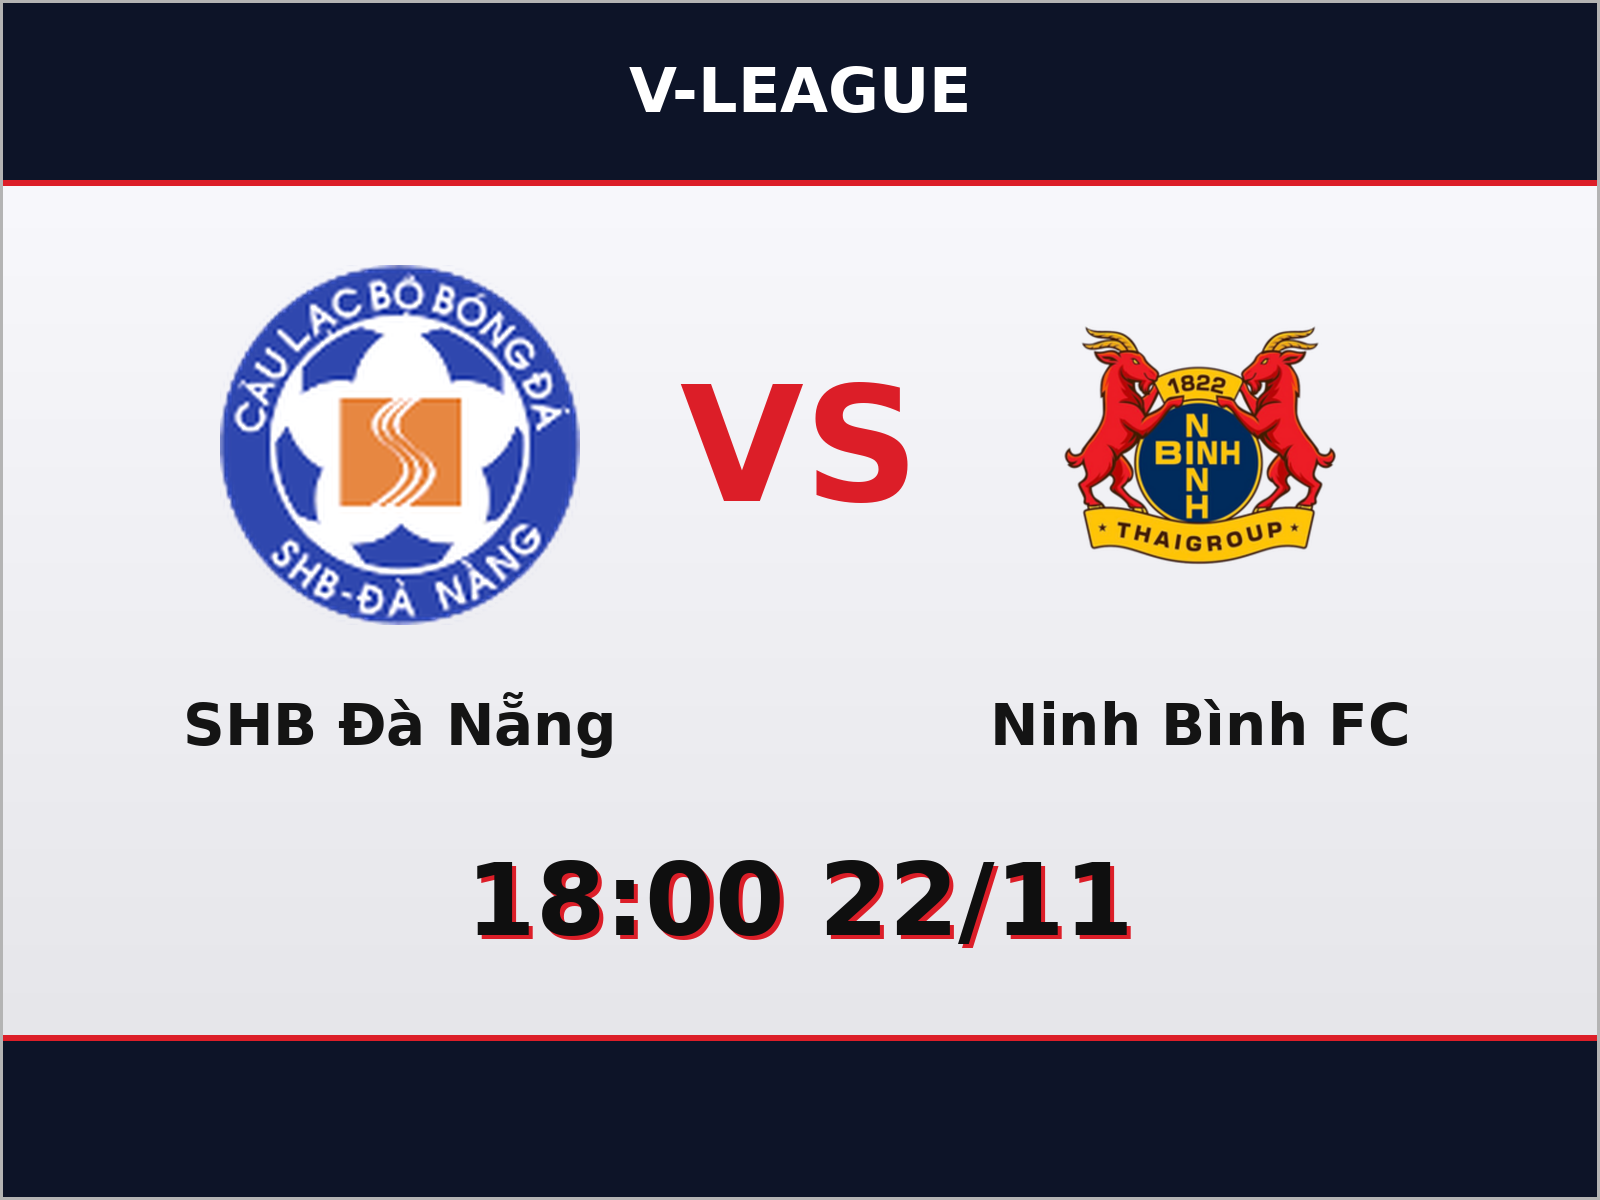 V-LEAGUE
CÂU LẠC BỘ BÓNG ĐÁ
SHB-ĐÀ NẴNG
VS
1822
NINH
BINH
THAIGROUP
SHB Đà Nẵng
Ninh Bình FC
18:00 22/11